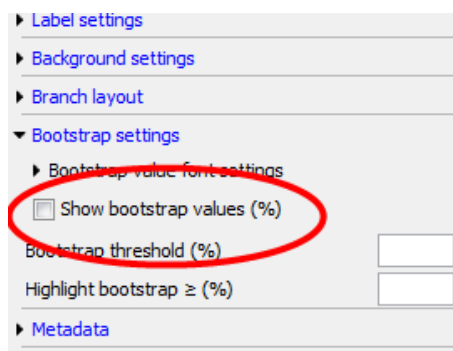 Label settings
Background settings
Branch layout
Bootstrap settings
Bootstrap value font settings
Show bootstrap values (%)
Bootstrap threshold (%)
Highlight bootstrap ≥ (%)
Metadata